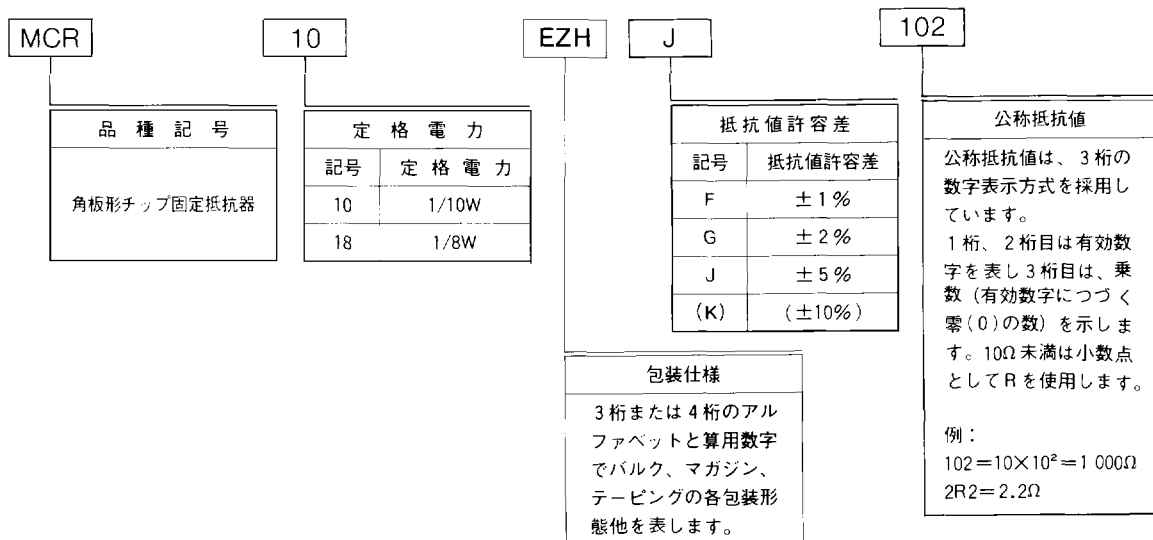 MCR
10
EZH
J
102
品種記号
角板形チップ固定抵抗器
定格電力
記号 定格電力
10 1/10W
18 1/8W
抵抗値許容差
記号 抵抗値許容差
F ±1%
G ±2%
J ±5%
(K) (±10%)
公称抵抗値
公称抵抗値は、3桁の
数字表示方式を採用し
ています。
1桁、2桁目は有効数
字を表し3桁目は、乗
数(有効数字につづく
零(0)の数)を示しま
す。10Ω未満は小数点
としてRを使用します。
例:
102=10×10²=1 000Ω
2R2=2.2Ω
包装仕様
3桁または4桁のアル
ファベットと算用数字
でバルク、マガジン、
テーピングの各包装形
態他を表します。